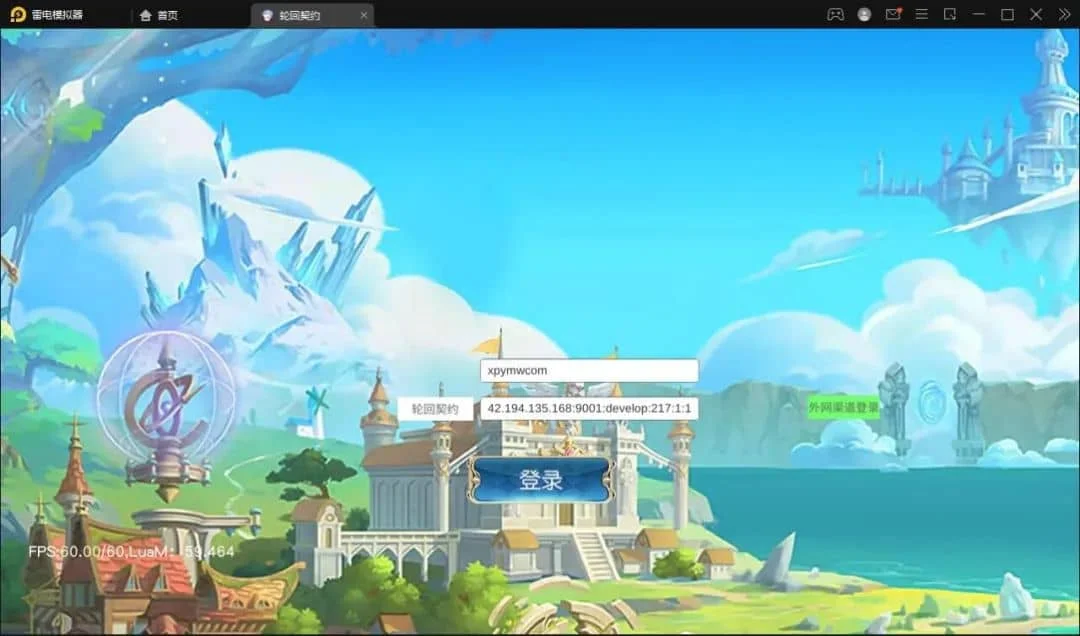 雷电模拟器
首页
轮回契约
xpymwcom
轮回契约
42.194.135.168:9001:develop:217:1:1
外网渠道登录
登录
FPS:60.00/60,LuaM: 59.464